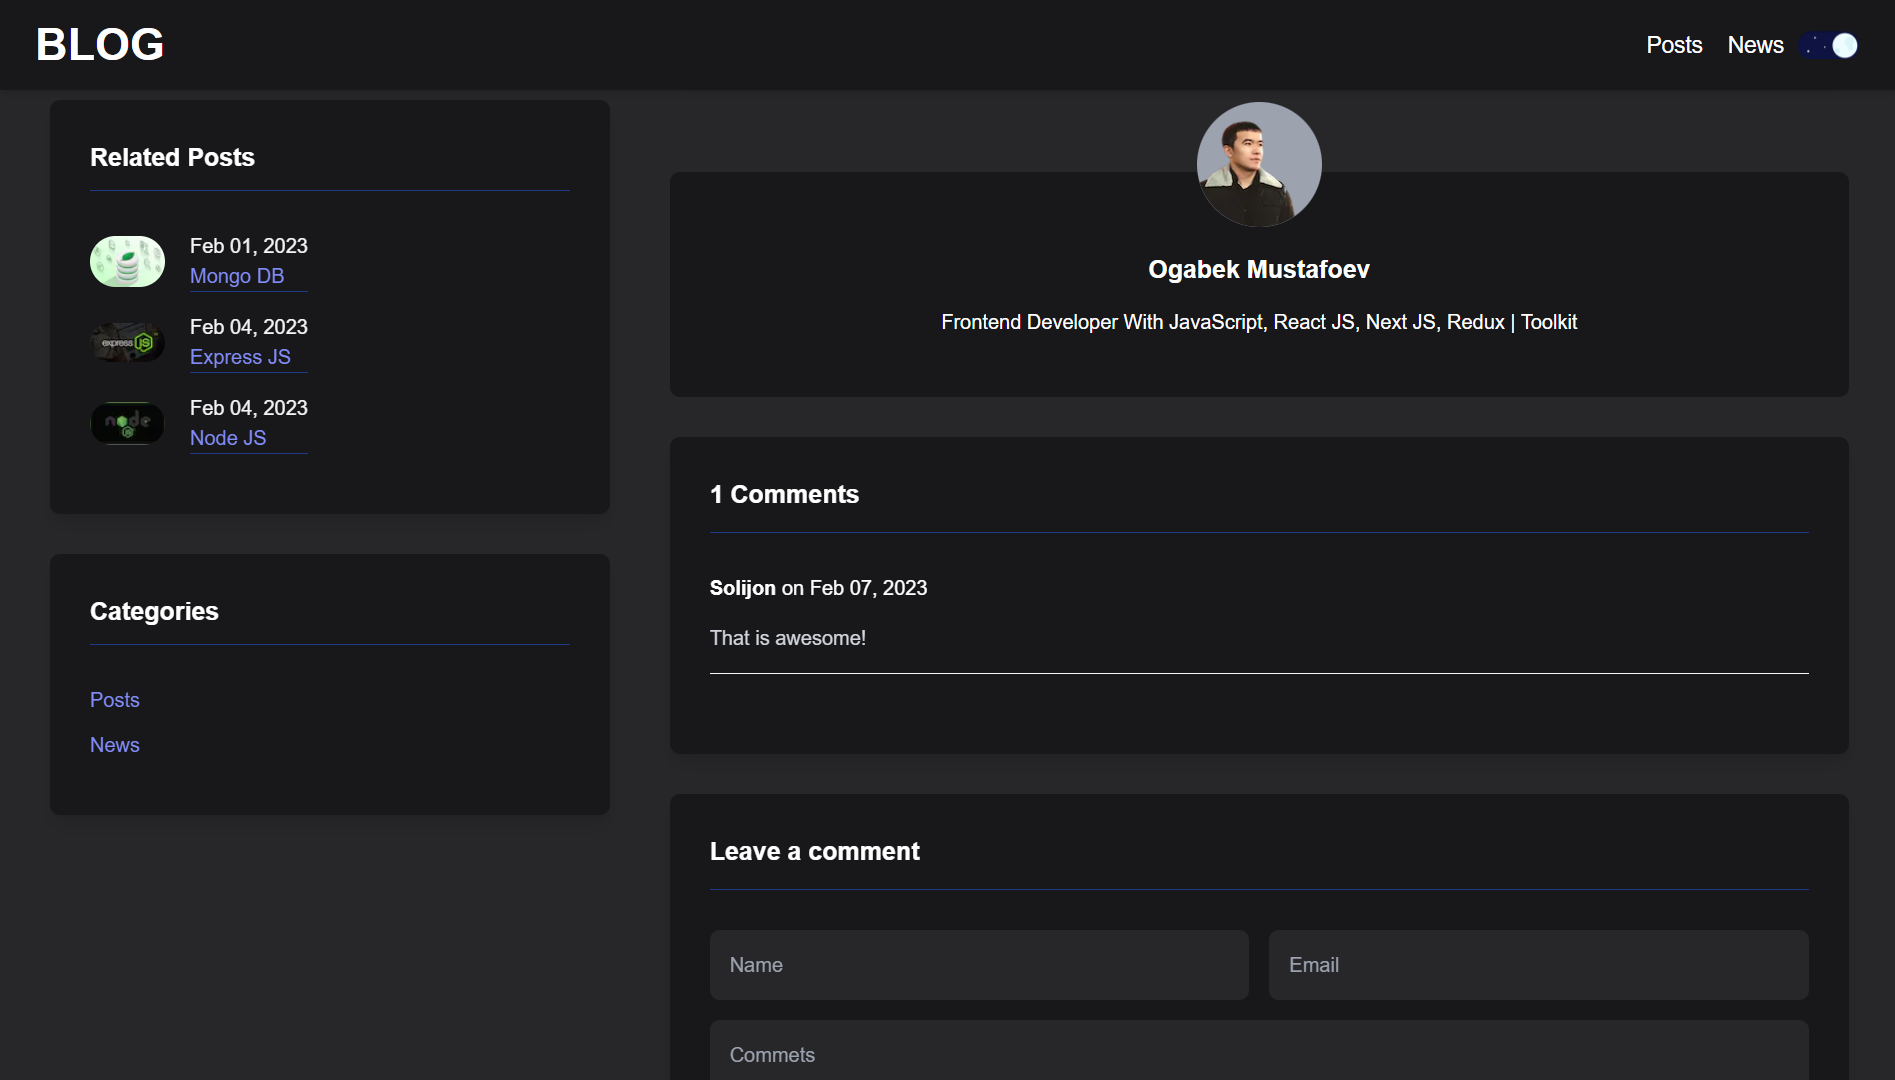 BLOG
Posts
News
Related Posts
Feb 01, 2023
Mongo DB
express JS
Feb 04, 2023
Express JS
node
JS
Feb 04, 2023
Node JS
Categories
Posts
News
Ogabek Mustafoev
Frontend Developer With JavaScript, React JS, Next JS, Redux | Toolkit
1 Comments
Solijon on Feb 07, 2023
That is awesome!
Leave a comment
Name
Email
Commets